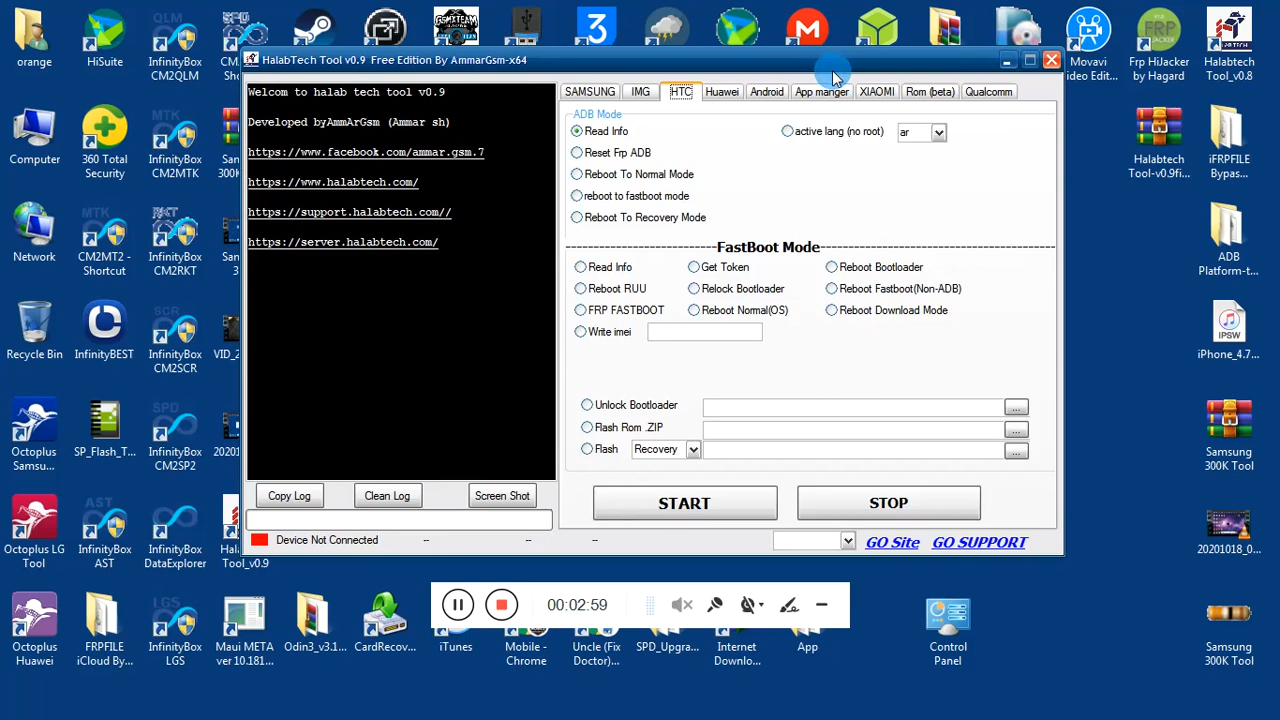 HalabTech Tool v0.9 Free Edition By AmmarGsm-x64
Welcom to halab tech tool v0.9
Developed byAmmArGsm (Ammar sh)
https://www.facebook.com/ammar.gsm.7
https://www.halabtech.com/
https://support.halabtech.com//
https://server.halabtech.com/
Copy Log
Clean Log
Screen Shot
Device Not Connected
--
--
--
SAMSUNG
IMG
HTC
Huawei
Android
App manger
XIAOMI
Rom (beta)
Qualcomm
ADB Mode
Read Info
active lang (no root)
ar
Reset Frp ADB
Reboot To Normal Mode
reboot to fastboot mode
Reboot To Recovery Mode
FastBoot Mode
Read Info
Get Token
Reboot Bootloader
Reboot RUU
Relock Bootloader
Reboot Fastboot(Non-ADB)
FRP FASTBOOT
Reboot Normal(OS)
Reboot Download Mode
Write imei
Unlock Bootloader
...
Flash Rom .ZIP
...
Flash
Recovery
...
START
STOP
GO Site
GO SUPPORT
00:02:59
orange
HiSuite
InfinityBox CM2QLM
Movavi
ideo Edit...
Frp HiJacker by Hagard
Halabtech Tool_v0.8
Computer
360 Total Security
InfinityBox CM2MTK
Halabtech Tool-v0.9fi...
iFRPFILE Bypas...
Network
CM2MT2 - Shortcut
InfinityBox CM2RKT
ADB Platform-t...
Recycle Bin
InfinityBEST
InfinityBox CM2SCR
VID_2
iPhone_4.7...
Octoplus Samsu...
SP_Flash_T...
InfinityBox CM2SP2
Samsung 300K Tool
Octoplus LG Tool
InfinityBox AST
InfinityBox DataExplorer
Tool_v0.9
20201018_0...
Octoplus Huawei
FRPFILE iCloud By...
InfinityBox LGS
Maui META ver 10.181...
Odin3_v3.1...
CardRecov...
iTunes
Mobile - Chrome
Uncle (Fix Doctor)...
SPD_Upgra...
Internet Downlo...
App
Control Panel
Samsung 300K Tool